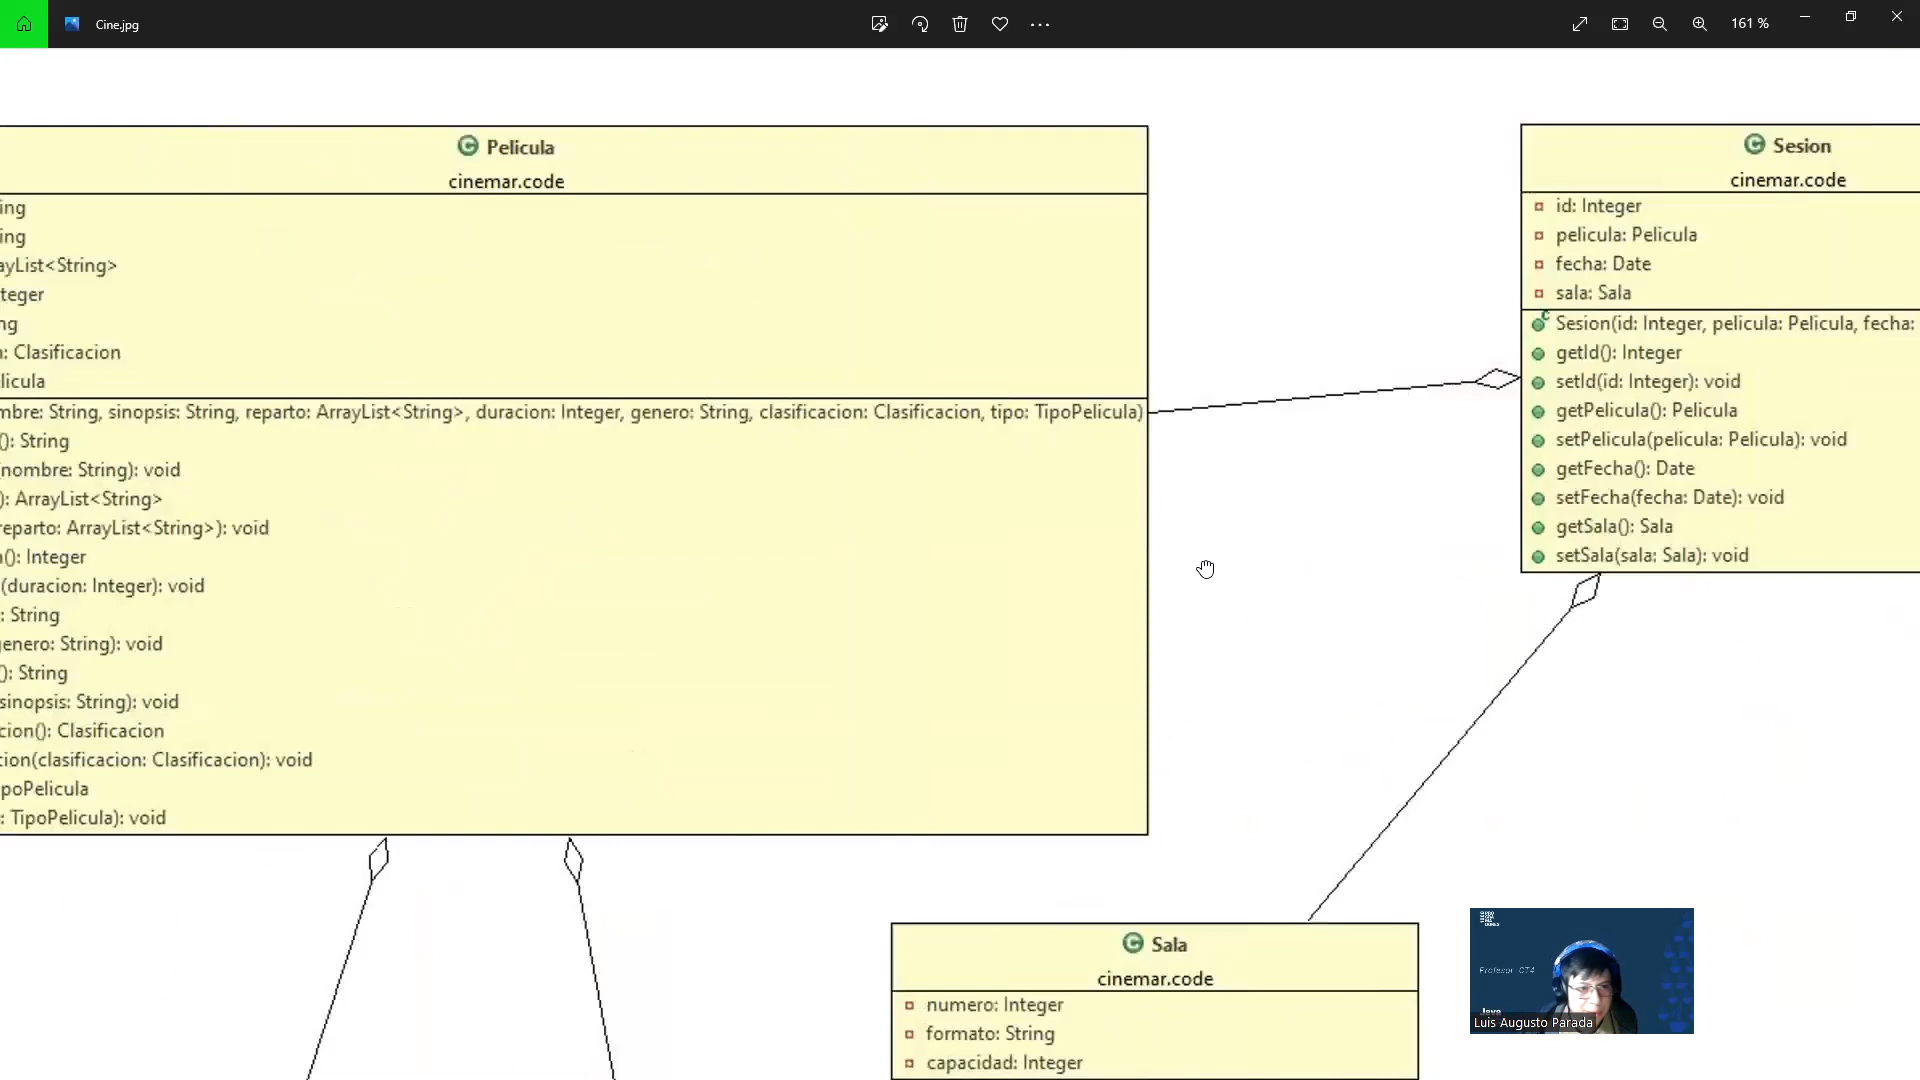 Cine.jpg
161 %
Pelicula
cinemar.code
ing
ing
ayList<String>
teger
ng
n: Clasificacion
licula
mbre: String, sinopsis: String, reparto: ArrayList<String>, duracion: Integer, genero: String, clasificacion: Clasificacion, tipo: TipoPelicula)
(): String
(nombre: String): void
): ArrayList<String>
reparto: ArrayList<String>): void
n(): Integer
(duracion: Integer): void
: String
genero: String): void
(): String
sinopsis: String): void
cion(): Clasificacion
cion(clasificacion: Clasificacion): void
poPelicula
: TipoPelicula): void
Sesion
cinemar.code
id: Integer
pelicula: Pelicula
fecha: Date
sala: Sala
Sesion(id: Integer, pelicula: Pelicula, fecha:
getId(): Integer
setId(id: Integer): void
getPelicula(): Pelicula
setPelicula(pelicula: Pelicula): void
getFecha(): Date
setFecha(fecha: Date): void
getSala(): Sala
setSala(sala: Sala): void
Sala
cinemar.code
numero: Integer
formato: String
capacidad: Integer
Profesor CT4
Java
Luis Augusto Parada